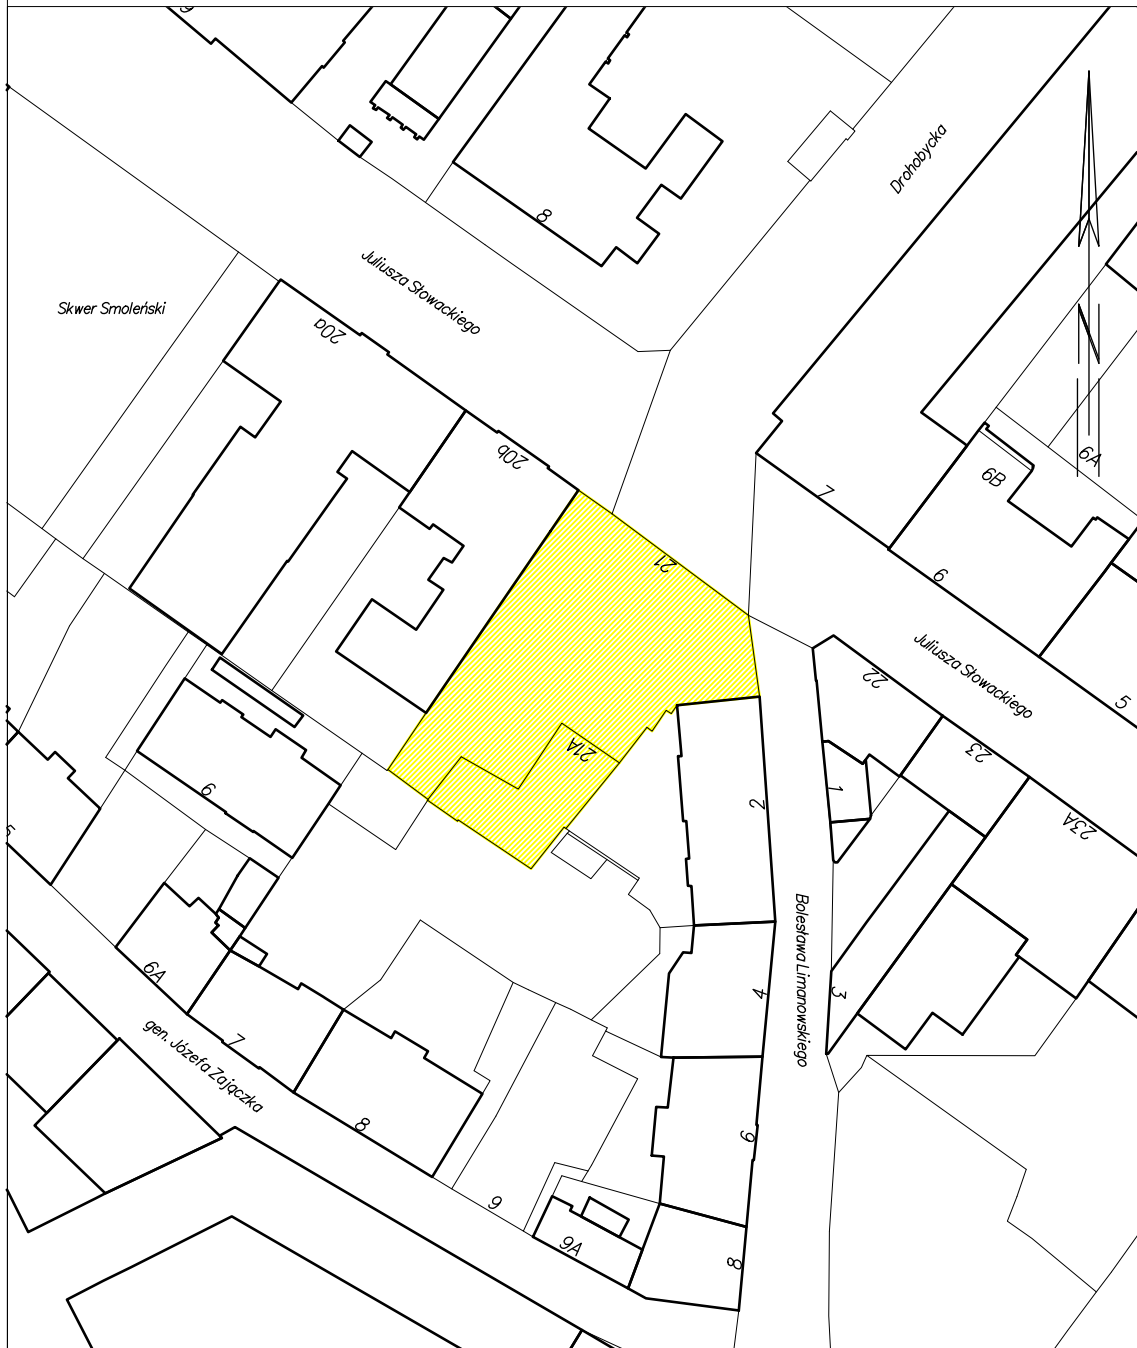 8
Drohobycka
Juliusza Słowackiego
Skwer Smoleński
20a
20b
N
6A
6B
7
21
6
Juliusza Słowackiego
5
22
23
23A
21A
2
1
9
Bolesława Limanowskiego
4
3
6A
7
gen. Józefa Zajączka
8
6
9
9A
8